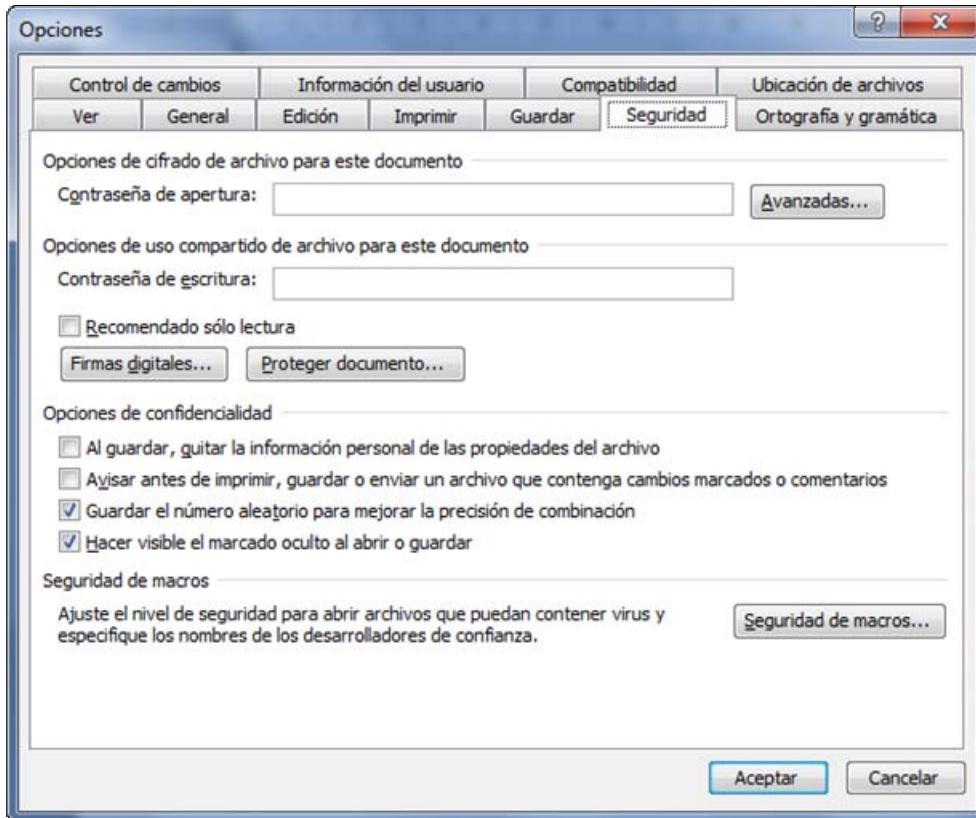 Opciones
Control de cambios
Información del usuario
Compatibilidad
Ubicación de archivos
Ver
General
Edición
Imprimir
Guardar
Seguridad
Ortografía y gramática
Opciones de cifrado de archivo para este documento
Contraseña de apertura:
Avanzadas...
Opciones de uso compartido de archivo para este documento
Contraseña de escritura:
Recomendado sólo lectura
Firmas digitales...
Proteger documento...
Opciones de confidencialidad
Al guardar, quitar la información personal de las propiedades del archivo
Avisar antes de imprimir, guardar o enviar un archivo que contenga cambios marcados o comentarios
Guardar el número aleatorio para mejorar la precisión de combinación
Hacer visible el marcado oculto al abrir o guardar
Seguridad de macros
Ajuste el nivel de seguridad para abrir archivos que puedan contener virus y
especifique los nombres de los desarrolladores de confianza.
Seguridad de macros...
Aceptar
Cancelar